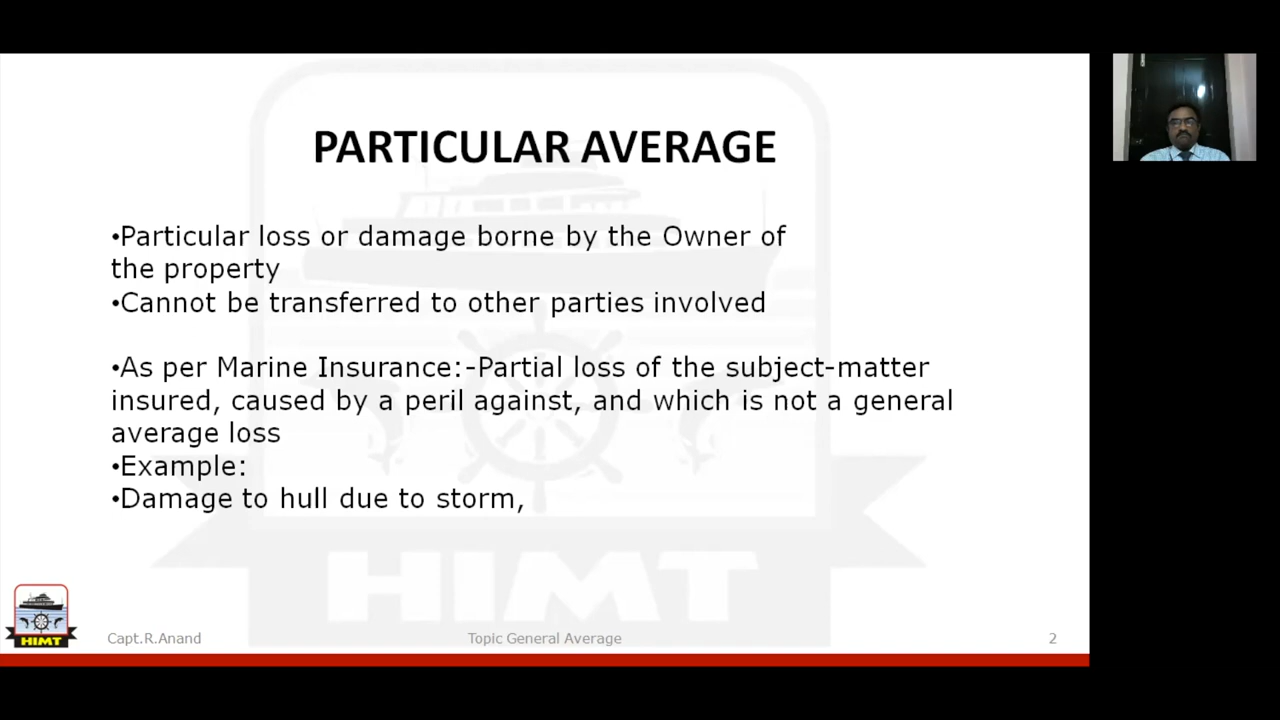 PARTICULAR AVERAGE
•Particular loss or damage borne by the Owner of
the property
•Cannot be transferred to other parties involved
•As per Marine Insurance:-Partial loss of the subject-matter
insured, caused by a peril against, and which is not a general
average loss
•Example:
•Damage to hull due to storm,
HIMT
HIMT
Capt.R.Anand
Topic General Average
2